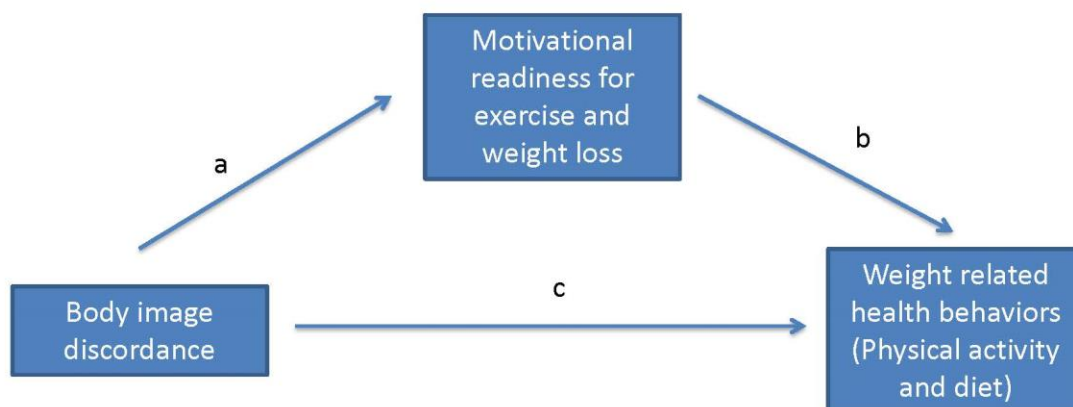 Motivational
readiness for
exercise and
weight loss
a
b
c
Body image
discordance
Weight related
health behaviors
(Physical activity
and diet)